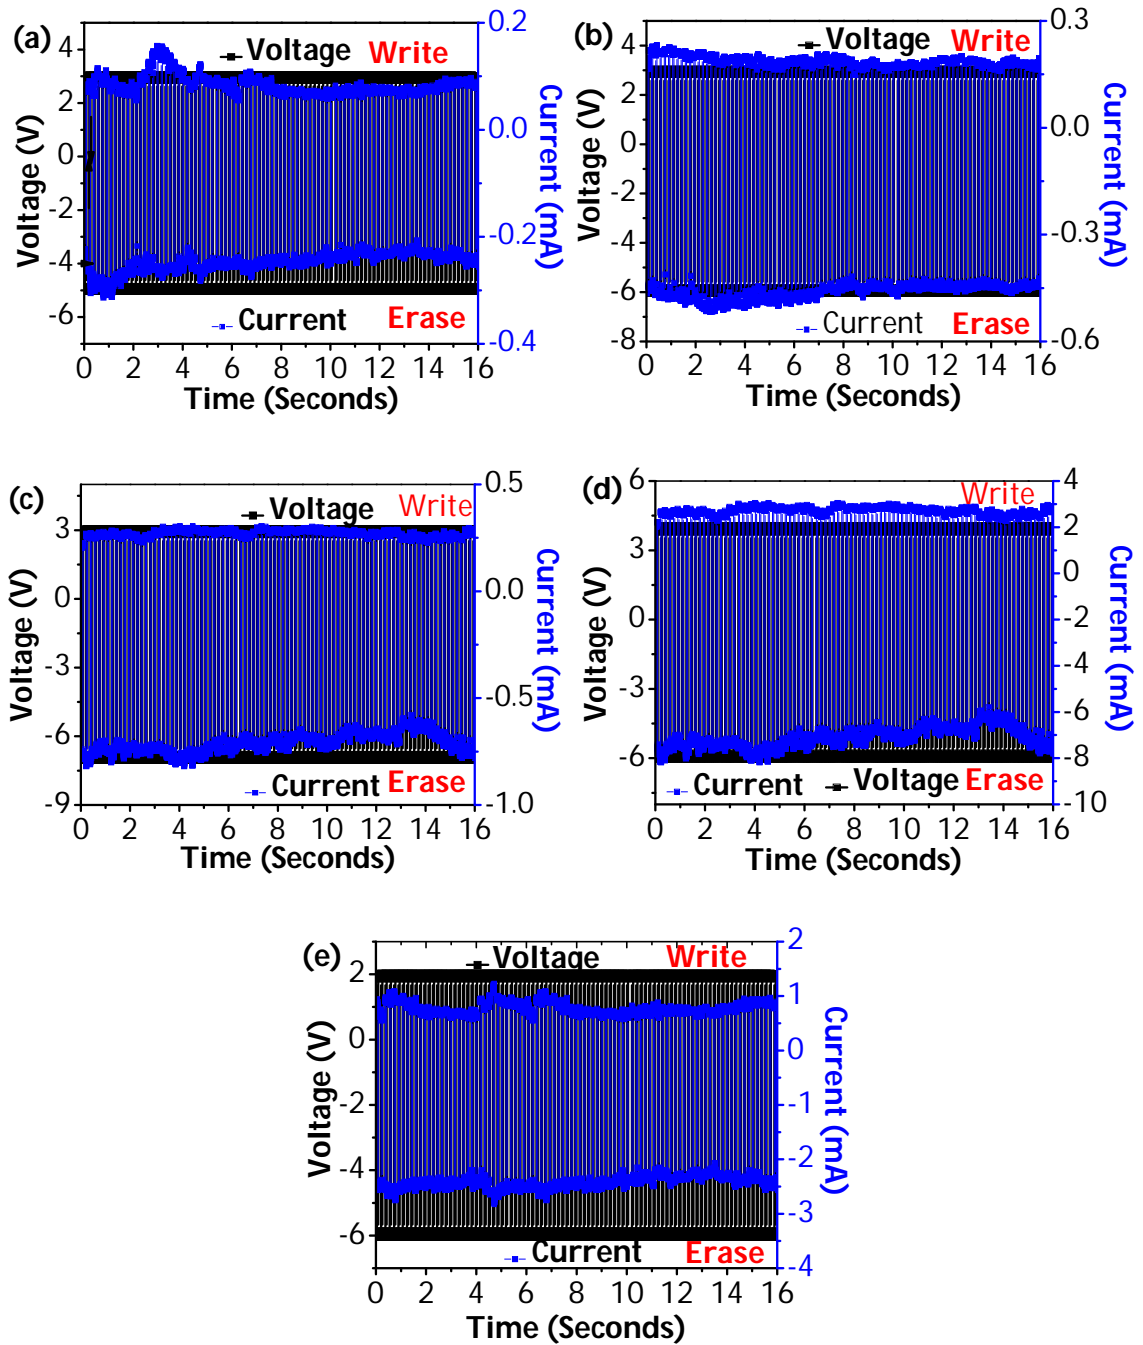 (a)
Voltage Write
4
2
0
-2
-4
-6
Voltage (V)
0.2
0.0
-0.2
-0.3
-0.4
Current (mA)
Current Erase
0 2 4 6 8 10 12 14 16
Time (Seconds)
(b)
Voltage Write
4
2
0
-2
-4
-6
-8
Voltage (V)
0.3
0.0
-0.3
-0.6
Current (mA)
Current Erase
0 2 4 6 8 10 12 14 16
Time (Seconds)
(c)
Voltage Write
3
0
-3
-6
-9
Voltage (V)
0.5
0.0
-0.5
-1.0
Current (mA)
Current Erase
0 2 4 6 8 10 12 14 16
Time (Seconds)
(d)
Write
6
3
0
-3
-6
Voltage (V)
4
2
0
-2
-4
-6
-8
-10
Current (mA)
Current Voltage Erase
0 2 4 6 8 10 12 14 16
Time (Seconds)
(e)
Voltage Write
2
0
-2
-4
-6
Voltage (V)
2
1
0
-1
-2
-3
-4
Current (mA)
Current Erase
0 2 4 6 8 10 12 14 16
Time (Seconds)